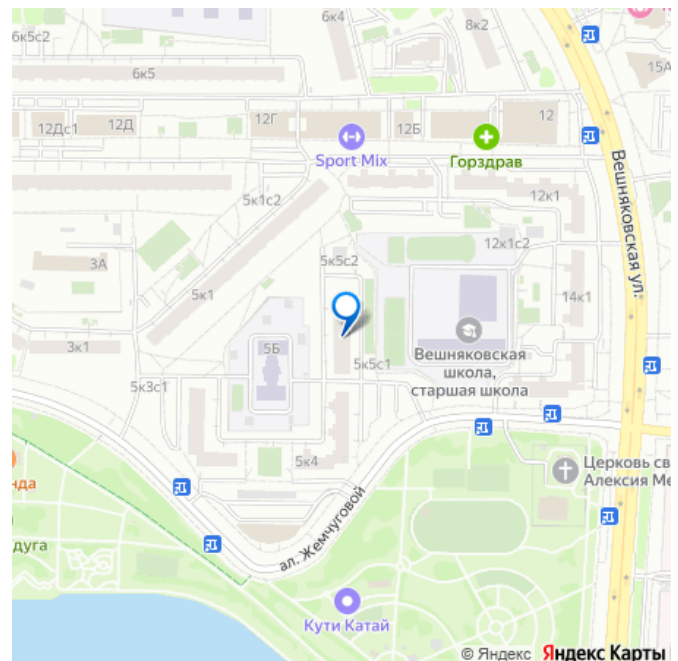 6к4
8к2
6к5с2
15А
6к5
12Г
12Б
12
12Дс1
12Д
Sport Mix
Горздрав
Вешняковская ул.
5к1с2
12к1
12к1с2
3А
5к5с2
5к1
14к1
3к1
5Б
Вешняковская
школа,
старшая школа
5к5с1
5к3с1
5к4
Церковь св
Алексия Ме
нда
ал. Жемчуговой
дуга
Кути Катай
© Яндекс Яндекс Карты